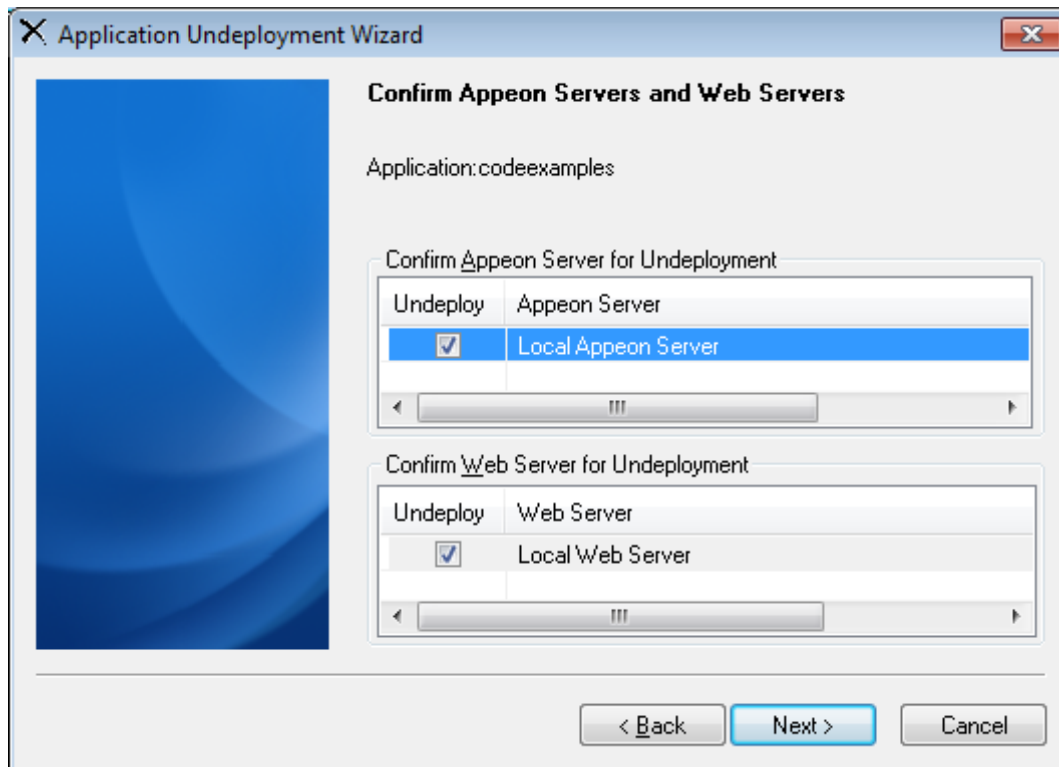 Application Undeployment Wizard
Confirm Appeon Servers and Web Servers
Application:codeexamples
Confirm Appeon Server for Undeployment
Undeploy Appeon Server
Local Appeon Server
Confirm Web Server for Undeployment
Undeploy Web Server
Local Web Server
< Back Next > Cancel